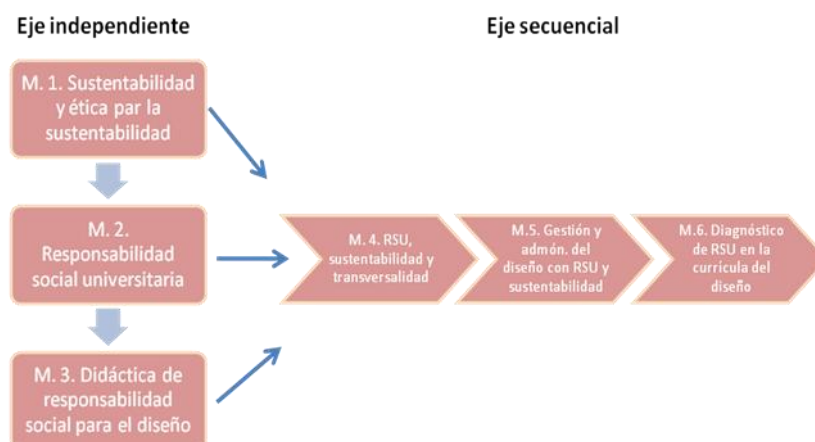 Eje independiente
Eje secuencial
M. 1. Sustentabilidad
y ética par la
sustentabilidad
M. 2.
Responsabilidad
social universitaria
M. 3. Didáctica de
responsabilidad
social para el diseño
M. 4. RSU,
sustentabilidad y
transversalidad
M.5. Gestión y
admón. del
diseño con RSU y
sustentabilidad
M.6. Diagnóstico
de RSU en la
currícula del
diseño